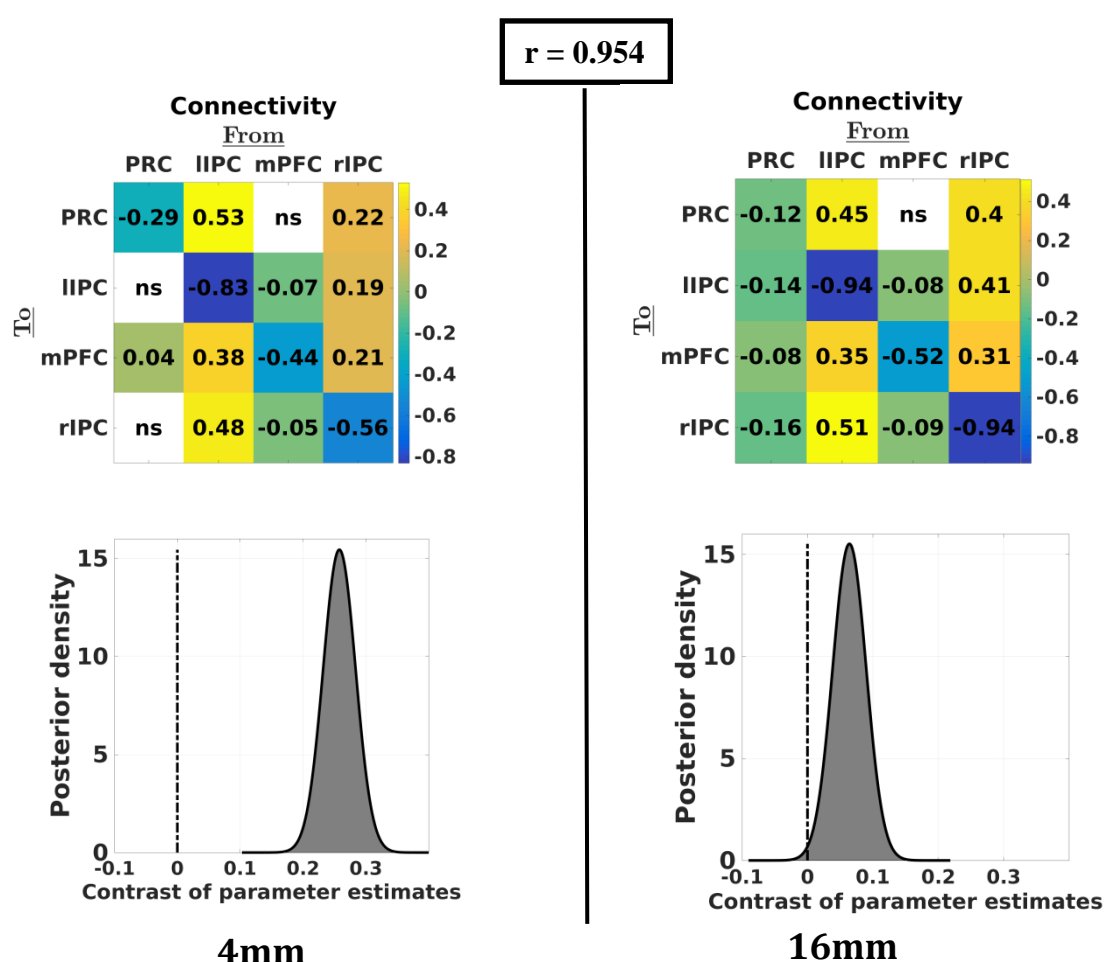 r = 0.954
Connectivity
From
PRC lIPC mPFC rIPC
To
PRC -0.29 0.53 ns 0.22
lIPC ns -0.83 -0.07 0.19
mPFC 0.04 0.38 -0.44 0.21
rIPC ns 0.48 -0.05 -0.56
0.4
0.2
0
-0.2
-0.4
-0.6
-0.8
Connectivity
From
PRC lIPC mPFC rIPC
To
PRC -0.12 0.45 ns 0.4
lIPC -0.14 -0.94 -0.08 0.41
mPFC -0.08 0.35 -0.52 0.31
rIPC -0.16 0.51 -0.09 -0.94
0.4
0.2
0
-0.2
-0.4
-0.6
-0.8
Posterior density
15
10
5
0
-0.1 0 0.1 0.2 0.3
Contrast of parameter estimates
4mm
Posterior density
15
10
5
0
-0.1 0 0.1 0.2 0.3
Contrast of parameter estimates
16mm